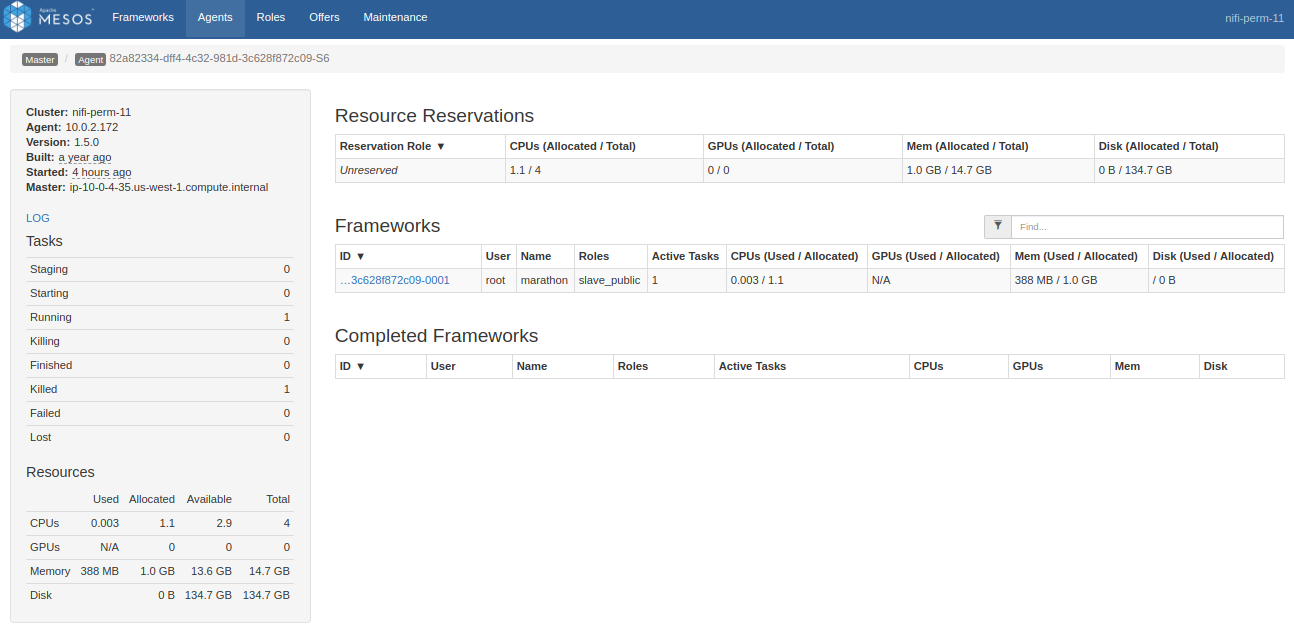 Apache MESOS Frameworks Agents Roles Offers Maintenance nifi-perm-11
Master / Agent 82a82334-dff4-4c32-981d-3c628f872c09-S6
Cluster: nifi-perm-11
Agent: 10.0.2.172
Version: 1.5.0
Built: a year ago
Started: 4 hours ago
Master: ip-10-0-4-35.us-west-1.compute.internal
LOG
Tasks
Staging 0
Starting 0
Running 1
Killing 0
Finished 0
Killed 1
Failed 0
Lost 0
Resources
Used Allocated Available Total
CPUs 0.003 1.1 2.9 4
GPUs N/A 0 0 0
Memory 388 MB 1.0 GB 13.6 GB 14.7 GB
Disk 0 B 134.7 GB 134.7 GB
Resource Reservations
Reservation Role ▼ CPUs (Allocated / Total) GPUs (Allocated / Total) Mem (Allocated / Total) Disk (Allocated / Total)
Unreserved 1.1 / 4 0 / 0 1.0 GB / 14.7 GB 0 B / 134.7 GB
Frameworks Find...
ID ▼ User Name Roles Active Tasks CPUs (Used / Allocated) GPUs (Used / Allocated) Mem (Used / Allocated) Disk (Used / Allocated)
…3c628f872c09-0001 root marathon slave_public 1 0.003 / 1.1 N/A 388 MB / 1.0 GB / 0 B
Completed Frameworks
ID ▼ User Name Roles Active Tasks CPUs GPUs Mem Disk